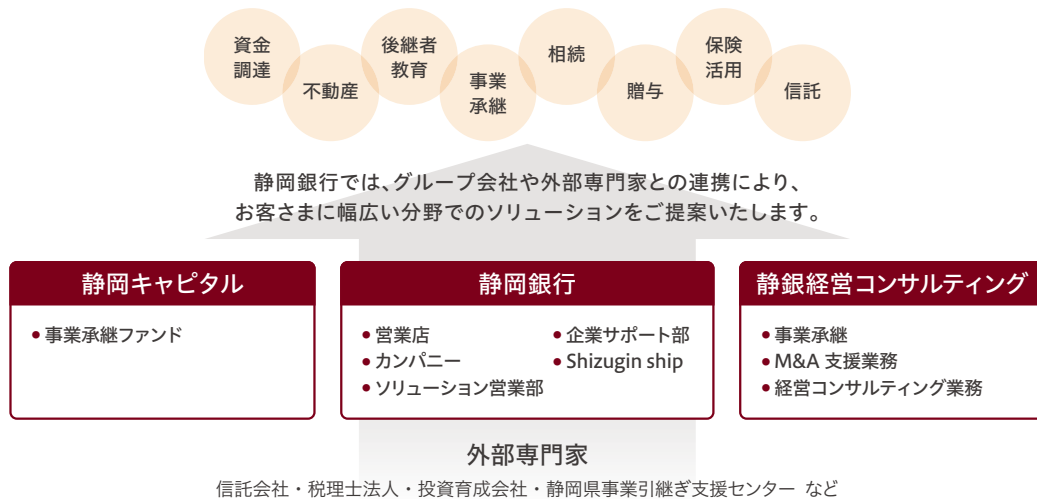 資金
調達
不動産
後継者
教育
事業
承継
相続
贈与
保険
活用
信託
静岡銀行では、グループ会社や外部専門家との連携により、
お客さまに幅広い分野でのソリューションをご提案いたします。
静岡キャピタル
• 事業承継ファンド
静岡銀行
• 営業店
• カンパニー
• ソリューション営業部
• 企業サポート部
• Shizugin ship
静銀経営コンサルティング
• 事業承継
• M&A 支援業務
• 経営コンサルティング業務
外部専門家
信託会社・税理士法人・投資育成会社・静岡県事業引継ぎ支援センター など